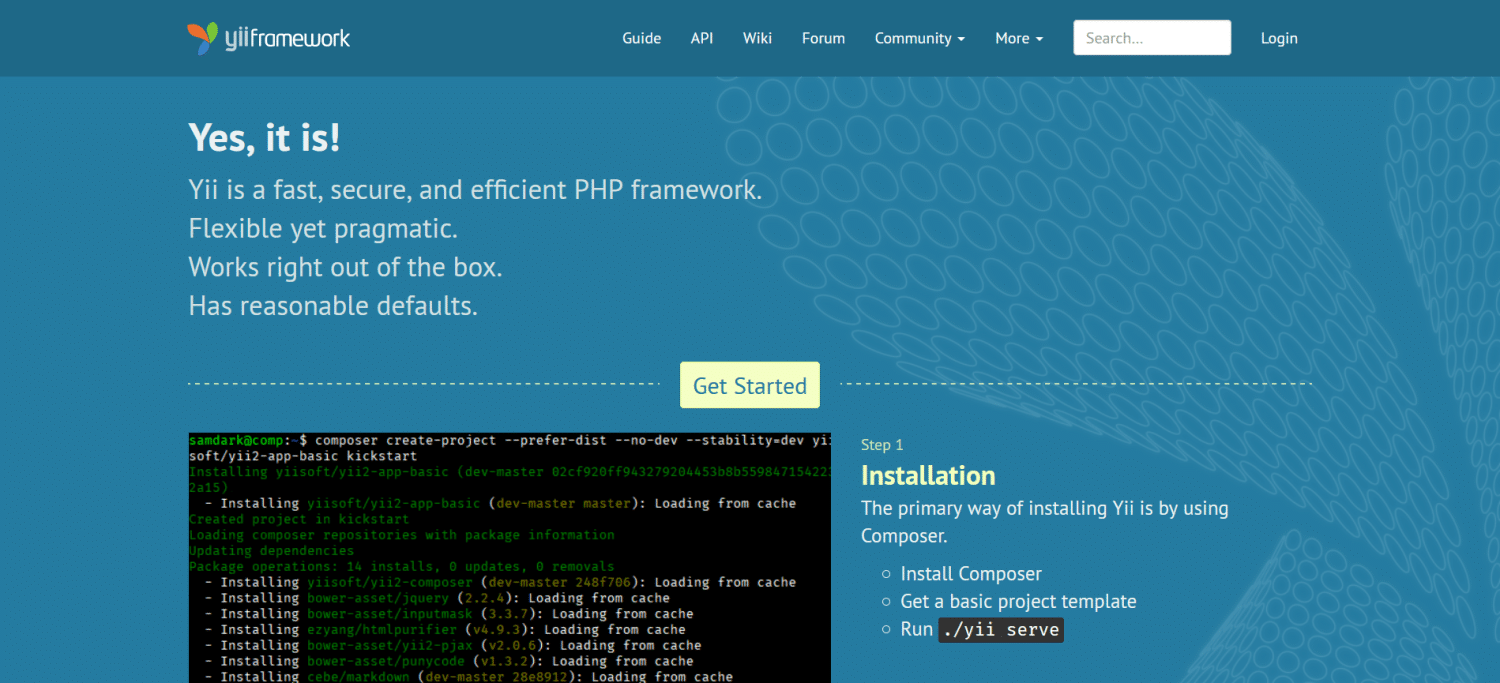 yiiframework
Guide
API
Wiki
Forum
Community
More
Search...
Login
Yes, it is!
Yii is a fast, secure, and efficient PHP framework.
Flexible yet pragmatic.
Works right out of the box.
Has reasonable defaults.
Get Started
samdark@comp:~$ composer create-project --prefer-dist --no-dev --stability=dev yii
soft/yii2-app-basic kickstart
Installing yiisoft/yii2-app-basic (dev-master
2a15)
- Installing yiisoft/yii2-app-basic (dev-master master): Loading from cache
Created project in kickstart
Loading composer repositories with package information
Updating dependencies
Package operations: 14 installs, 0 updates, 0 removals
- Installing yiisoft/yii2-composer (dev-master 248f706): Loading from cache
- Installing bower-asset/jquery (2.2.4): Loading from cache
- Installing bower-asset/inputmask (3.3.7): Loading from cache
- Installing ezyang/htmlpurifier (v4.9.3): Loading from cache
- Installing bower-asset/yii2-pjax (v2.0.6): Loading from cache
- Installing bower-asset/punycode (v1.3.2): Loading from cache
- Installing cebe/markdown (dev-master 28e8912): Loading from cache
Step 1
Installation
The primary way of installing Yii is by using
Composer.
Install Composer
Get a basic project template
Run ./yii serve